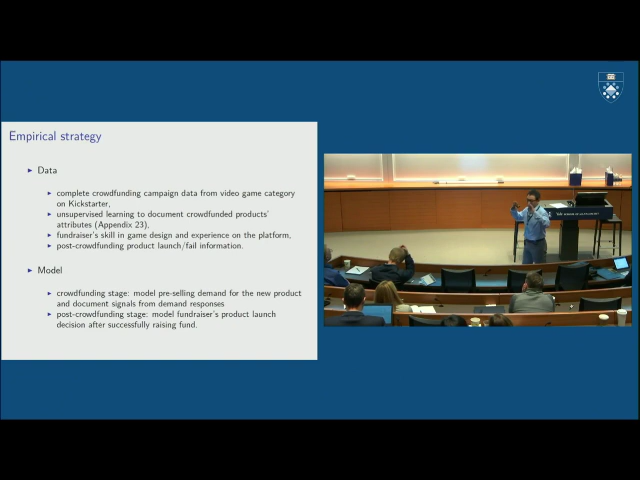 Empirical strategy
▶ Data
▶ complete crowdfunding campaign data from video game category
on Kickstarter,
▶ unsupervised learning to document crowdfunded products'
attributes (Appendix 23),
▶ fundraiser's skill in game design and experience on the platform,
▶ post-crowdfunding product launch/fail information.
▶ Model
▶ crowdfunding stage: model pre-selling demand for the new product
and document signals from demand responses
▶ post-crowdfunding stage: model fundraiser's product launch
decision after successfully raising fund.